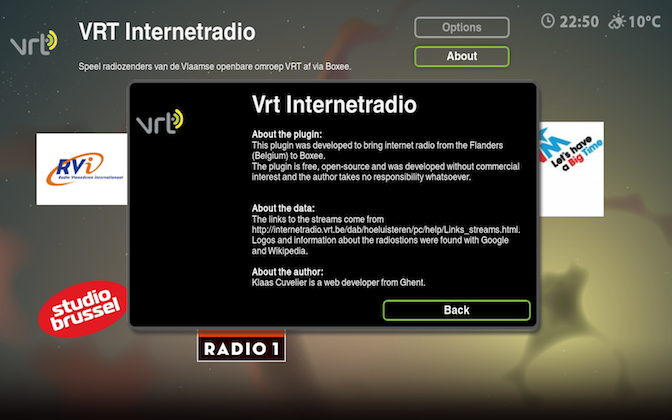 vrt
VRT Internetradio
Speel radiozenders van de Vlaamse openbare omroep VRT af via Boxee.
Options
About
22:50
10°C
vrt
Vrt Internetradio
About the plugin:
This plugin was developed to bring internet radio from the Flanders
(Belgium) to Boxee.
The plugin is free, open-source and was developed without commercial
interest and the author takes no responsibility whatsoever.
About the data:
The links to the streams come from
http://internetradio.vrt.be/dab/hoeluisteren/pc/help/Links_streams.html.
Logos and information about the radiostions were found with Google
and Wikipedia.
About the author:
Klaas Cuvelier is a web developer from Ghent.
Back
RVi
Radio Vlaanderen Internationaal
M
Let's have
a Big Time
studio
brussel
RADIO 1